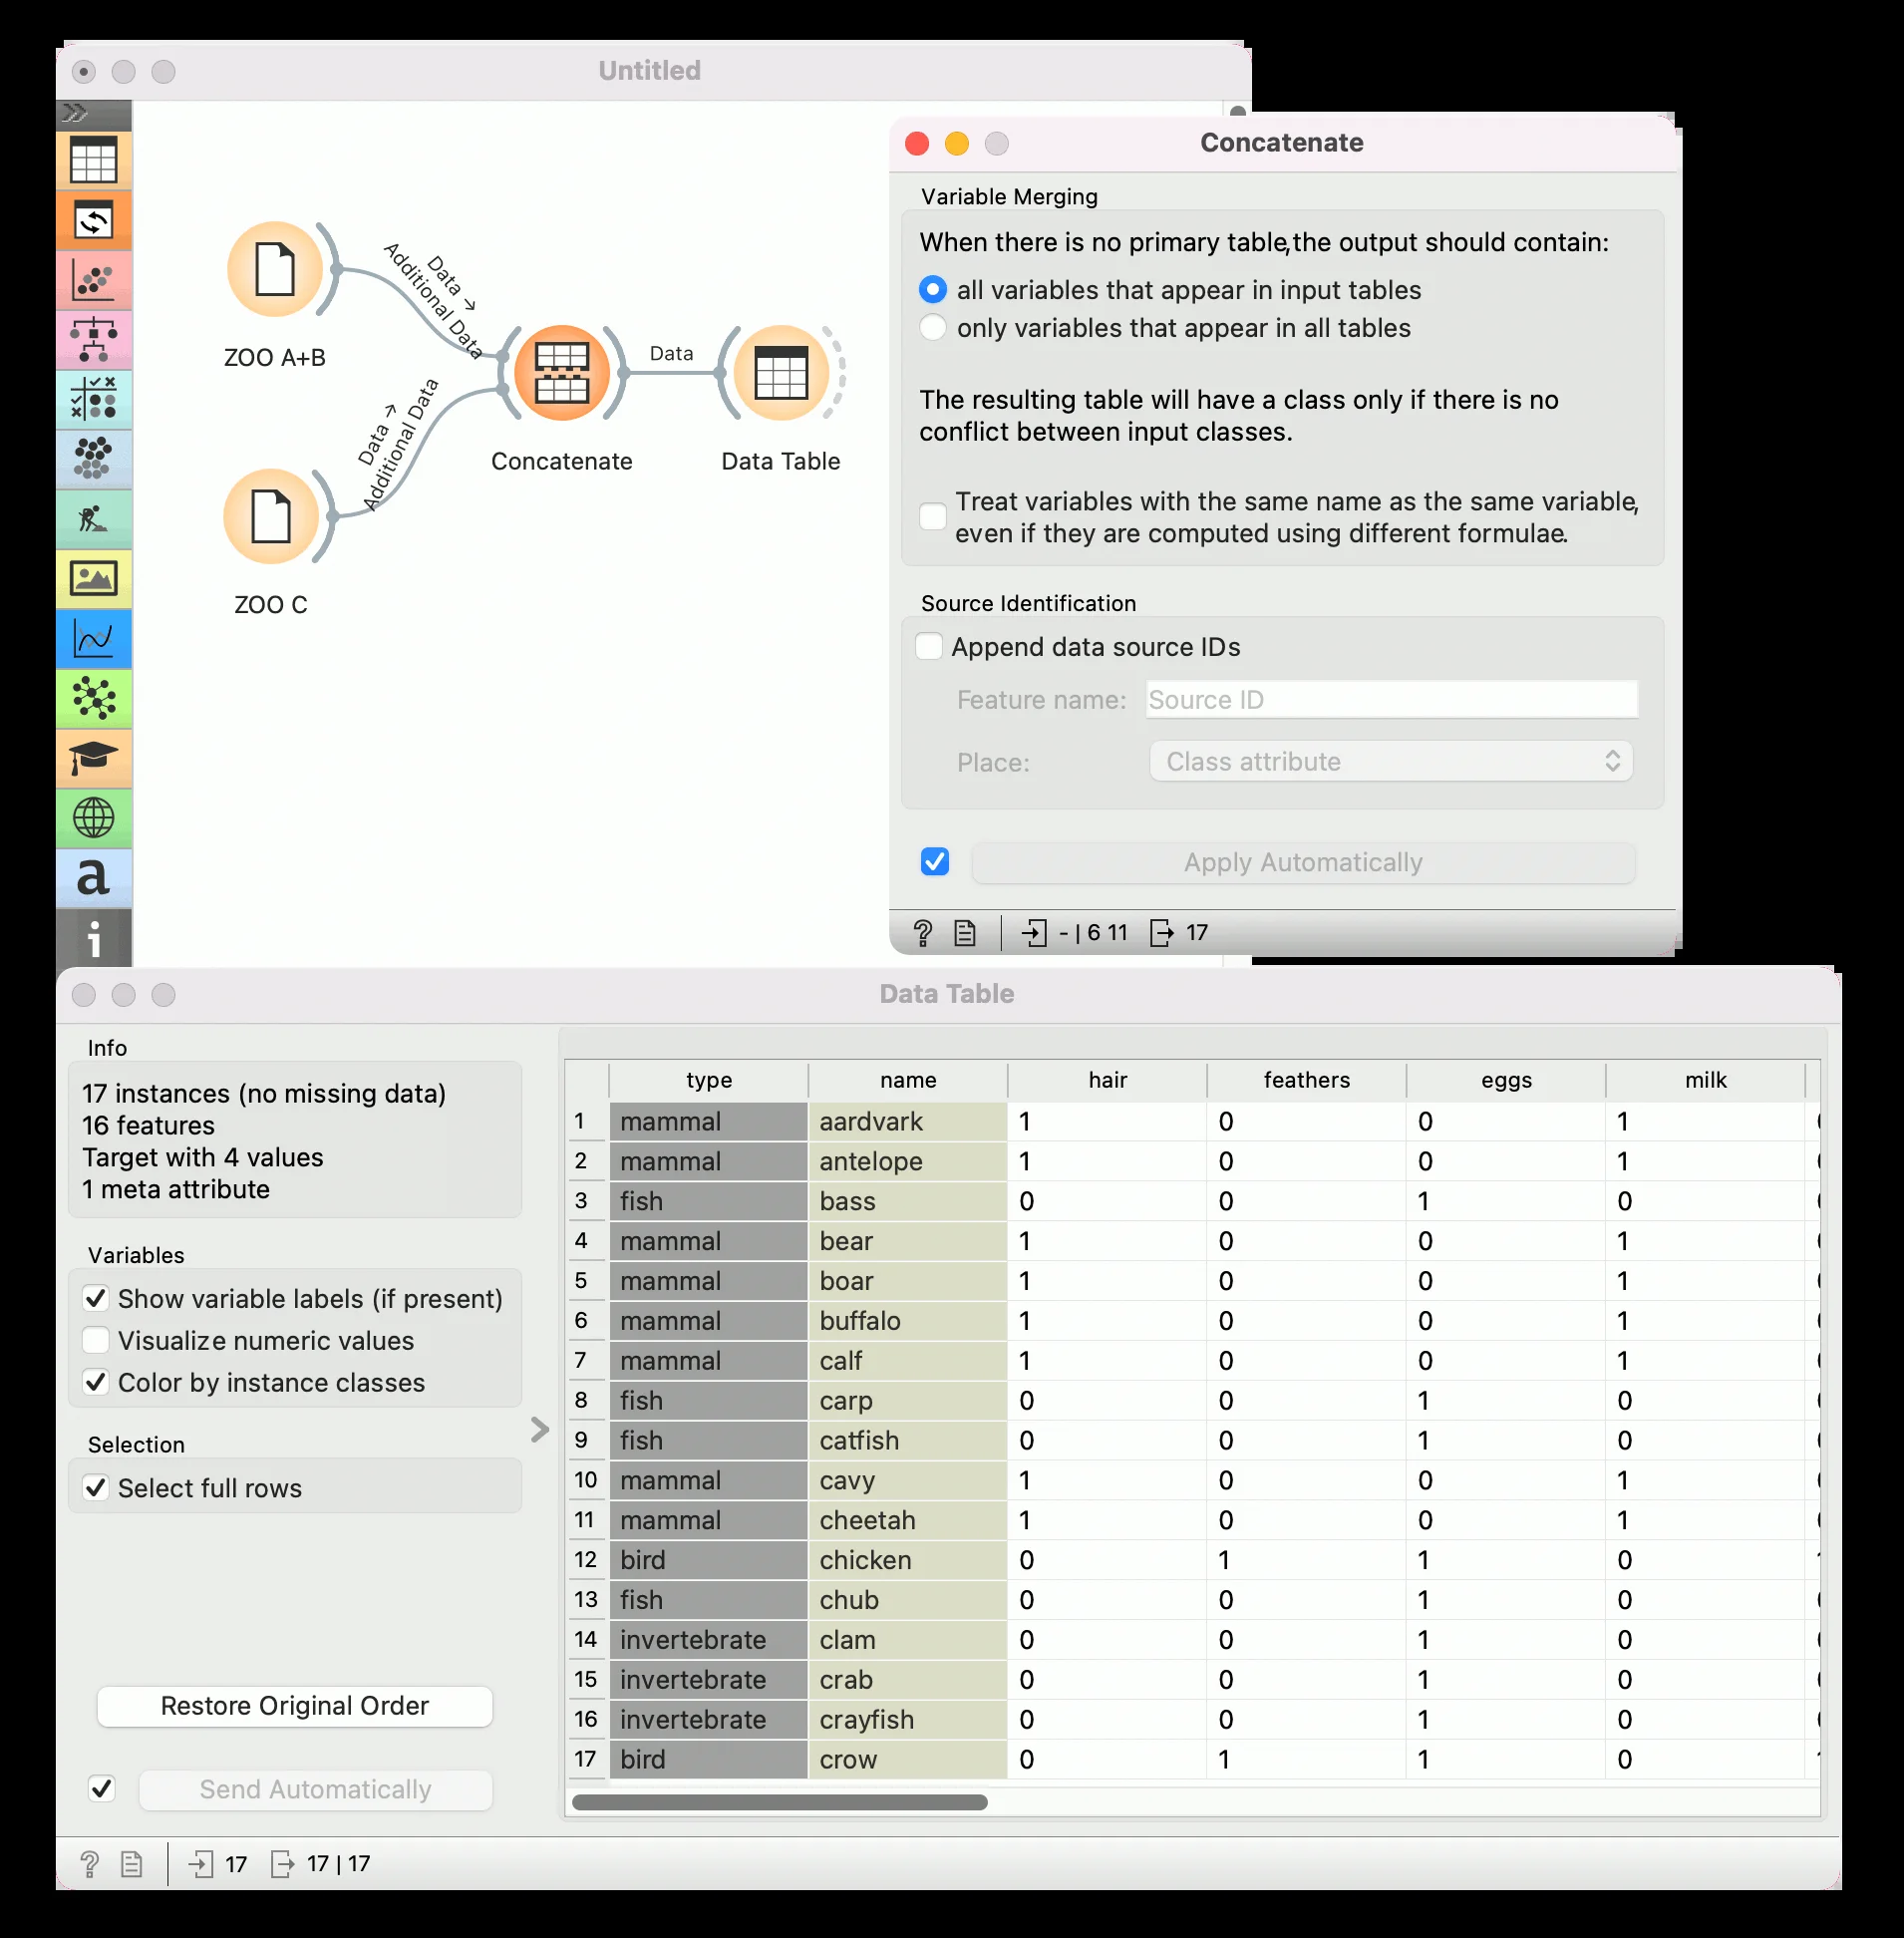 Untitled
ZOO A+B
Data →
Additional Data
Data →
Additional Data
ZOO C
Concatenate
Data
Data Table
a
i
Concatenate
Variable Merging
When there is no primary table,the output should contain:
all variables that appear in input tables
only variables that appear in all tables
The resulting table will have a class only if there is no
conflict between input classes.
Treat variables with the same name as the same variable,
even if they are computed using different formulae.
Source Identification
Append data source IDs
Feature name: Source ID
Place: Class attribute
Apply Automatically
? - | 6 11 17
Data Table
Info
17 instances (no missing data)
16 features
Target with 4 values
1 meta attribute
Variables
Show variable labels (if present)
Visualize numeric values
Color by instance classes
Selection
Select full rows
Restore Original Order
Send Automatically
type name hair feathers eggs milk
1 mammal aardvark 1 0 0 1
2 mammal antelope 1 0 0 1
3 fish bass 0 0 1 0
4 mammal bear 1 0 0 1
5 mammal boar 1 0 0 1
6 mammal buffalo 1 0 0 1
7 mammal calf 1 0 0 1
8 fish carp 0 0 1 0
9 fish catfish 0 0 1 0
10 mammal cavy 1 0 0 1
11 mammal cheetah 1 0 0 1
12 bird chicken 0 1 1 0
13 fish chub 0 0 1 0
14 invertebrate clam 0 0 1 0
15 invertebrate crab 0 0 1 0
16 invertebrate crayfish 0 0 1 0
17 bird crow 0 1 1 0
? 17 17 | 17